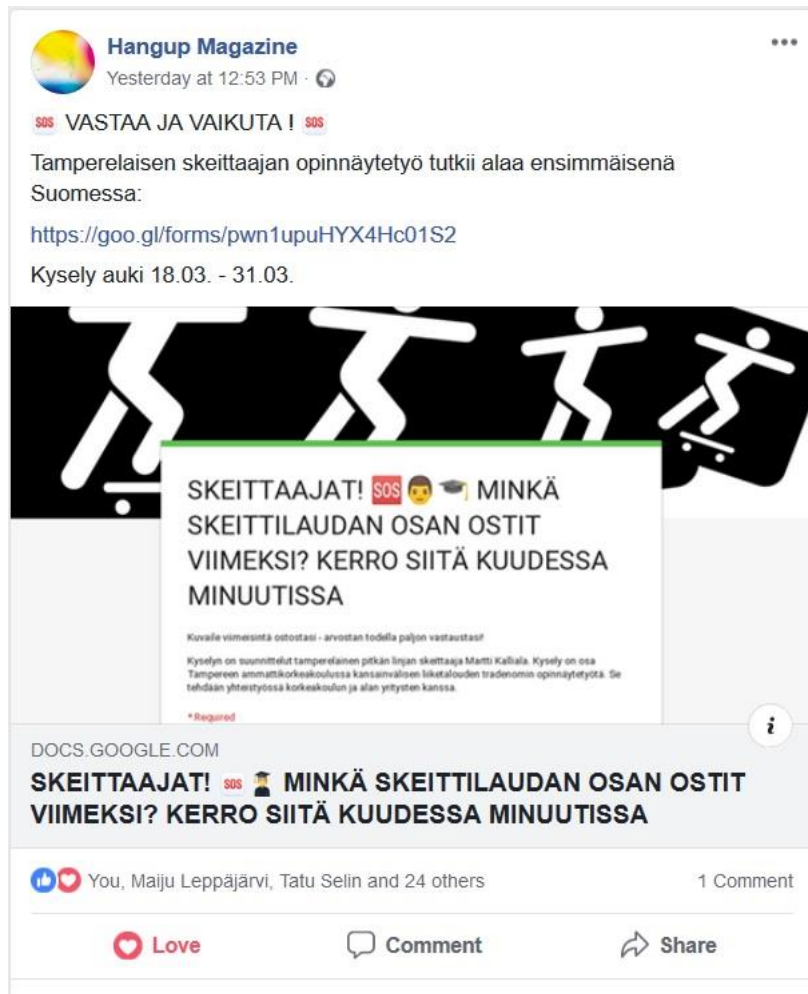 Hangup Magazine
Yesterday at 12:53 PM ·
🆘 VASTAA JA VAIKUTA ! 🆘
Tamperelaisen skeittaajan opinnäytetyö tutkii alaa ensimmäisenä
Suomessa:
https://goo.gl/forms/pwn1upuHYX4Hc01S2
Kysely auki 18.03. - 31.03.
SKEITTAAJAT! 🆘👨‍🎓 MINKÄ
SKEITTILAUDAN OSAN OSTIT
VIIMEKSI? KERRO SIITÄ KUUDESSA
MINUUTISSA
Kuvaile viimeisintä ostostasi - arvostan todella paljon vastaustasi!
Kyselyn on suunnitellut tamperelainen pitkän linjan skeittaaja Martti Kalliala. Kysely on osa
Tampereen ammattikorkeakoulussa kansainvälisen liiketalouden tradenomin opinnäytetyötä. Se
tehdään yhteistyössä korkeakoulun ja alan yritysten kanssa.
* Required
i
DOCS.GOOGLE.COM
SKEITTAAJAT! 🆘👨‍🎓 MINKÄ SKEITTILAUDAN OSAN OSTIT
VIIMEKSI? KERRO SIITÄ KUUDESSA MINUUTISSA
You, Maiju Leppäjärvi, Tatu Selin and 24 others 1 Comment
Love Comment Share